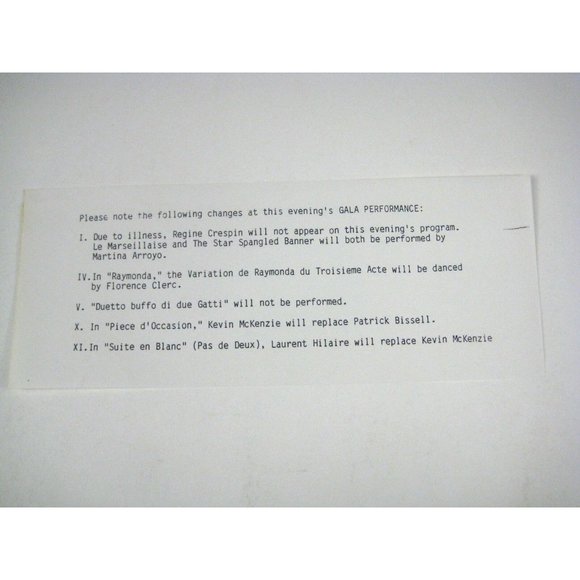 Please note the following changes at this evening's GALA PERFORMANCE:
I. Due to illness, Regine Crespin will not appear on this evening's program.
Le Marseillaise and The Star Spangled Banner will both be performed by
Martina Arroyo.
IV.In "Raymonda," the Variation de Raymonda du Troisieme Acte will be danced
by Florence Clerc.
V. "Duetto buffo di due Gatti" will not be performed.
X. In "Piece d'Occasion," Kevin McKenzie will replace Patrick Bissell.
XI.In "Suite en Blanc" (Pas de Deux), Laurent Hilaire will replace Kevin McKenzie